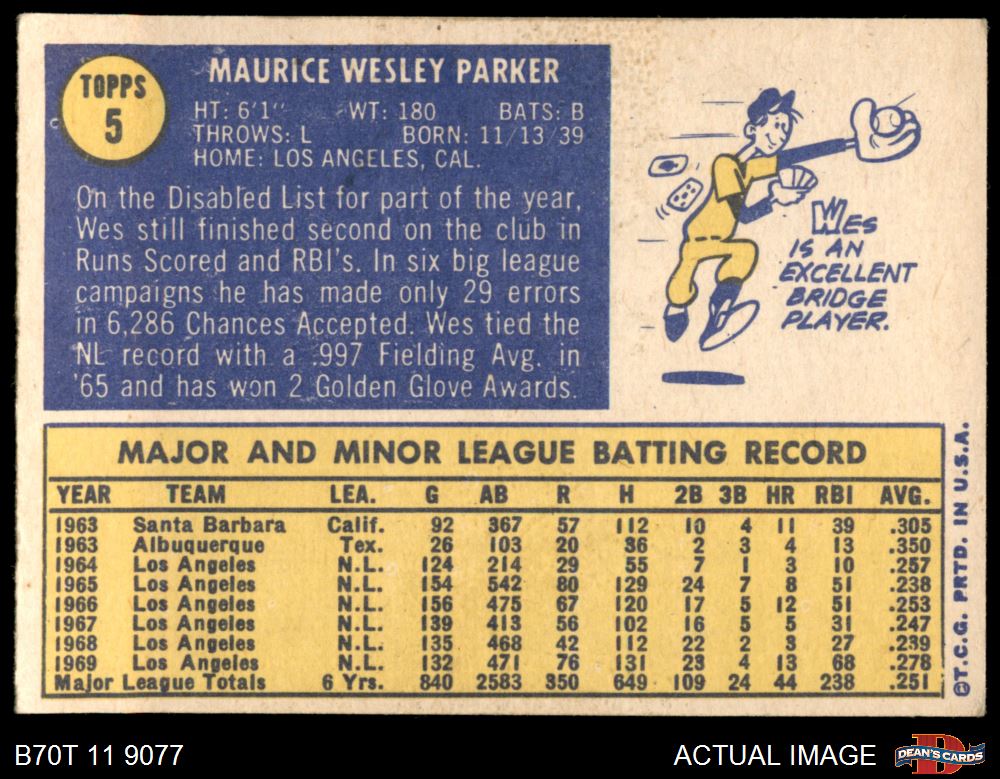 TOPPS
5
MAURICE WESLEY PARKER
HT: 6'1" WT: 180 BATS: B
THROWS: L BORN: 11/13/39
HOME: LOS ANGELES, CAL.
On the Disabled List for part of the year,
Wes still finished second on the club in
Runs Scored and RBI's. In six big league
campaigns he has made only 29 errors
in 6,286 Chances Accepted. Wes tied the
NL record with a .997 Fielding Avg. in
'65 and has won 2 Golden Glove Awards.
WES
IS AN
EXCELLENT
BRIDGE
PLAYER.
MAJOR AND MINOR LEAGUE BATTING RECORD
YEAR TEAM LEA. G AB R H 2B 3B HR RBI AVG.
1963 Santa Barbara Calif. 92 367 57 112 10 4 11 39 .305
1963 Albuquerque Tex. 26 103 20 36 2 3 4 13 .350
1964 Los Angeles N.L. 124 214 29 55 7 1 3 10 .257
1965 Los Angeles N.L. 154 542 80 129 24 7 8 51 .238
1966 Los Angeles N.L. 156 475 67 120 17 5 12 51 .253
1967 Los Angeles N.L. 139 413 56 102 16 5 5 31 .247
1968 Los Angeles N.L. 135 468 42 112 22 2 3 27 .239
1969 Los Angeles N.L. 132 471 76 131 23 4 13 68 .278
Major League Totals 6 Yrs. 840 2583 350 649 109 24 44 238 .251
©T.C.G. PRTD. IN U.S.A.
B70T 11 9077
ACTUAL IMAGE
DEAN'S CARDS